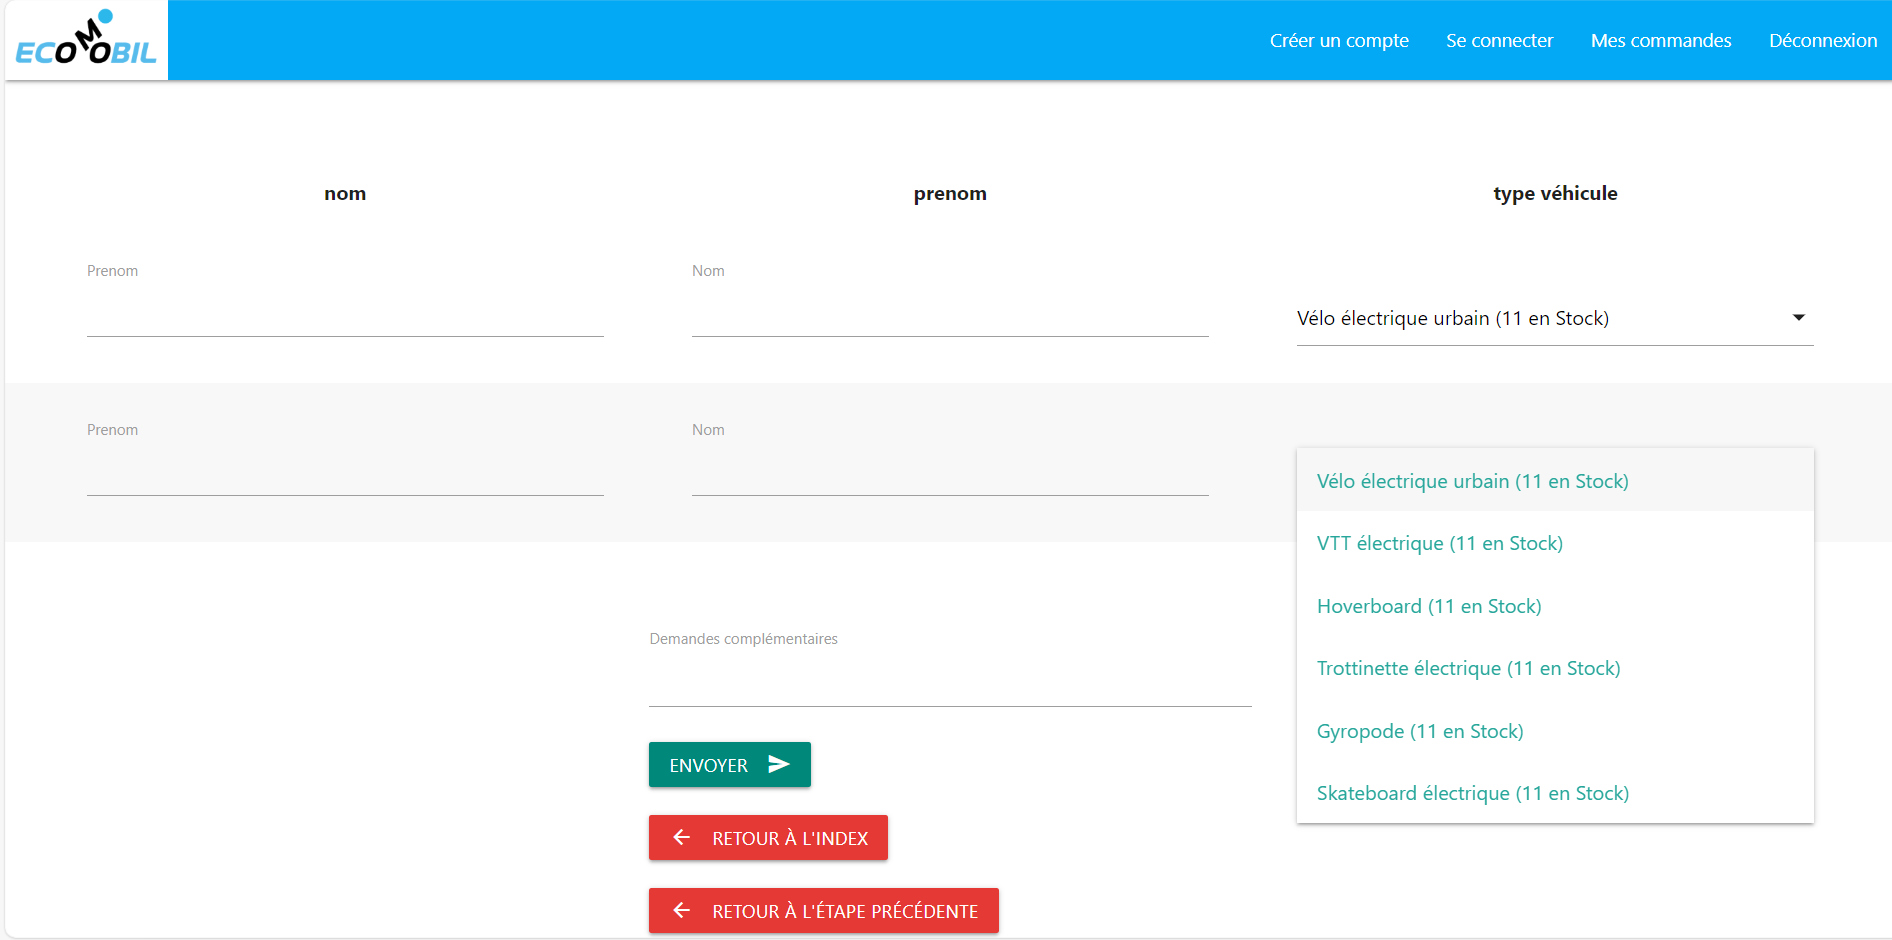 ECOMOBIL
Créer un compte Se connecter Mes commandes Déconnexion
nom prenom type véhicule
Prenom Nom
Vélo électrique urbain (11 en Stock)
Prenom Nom
Vélo électrique urbain (11 en Stock)
VTT électrique (11 en Stock)
Hoverboard (11 en Stock)
Trottinette électrique (11 en Stock)
Gyropode (11 en Stock)
Skateboard électrique (11 en Stock)
Demandes complémentaires
ENVOYER
RETOUR À L'INDEX
RETOUR À L'ÉTAPE PRÉCÉDENTE